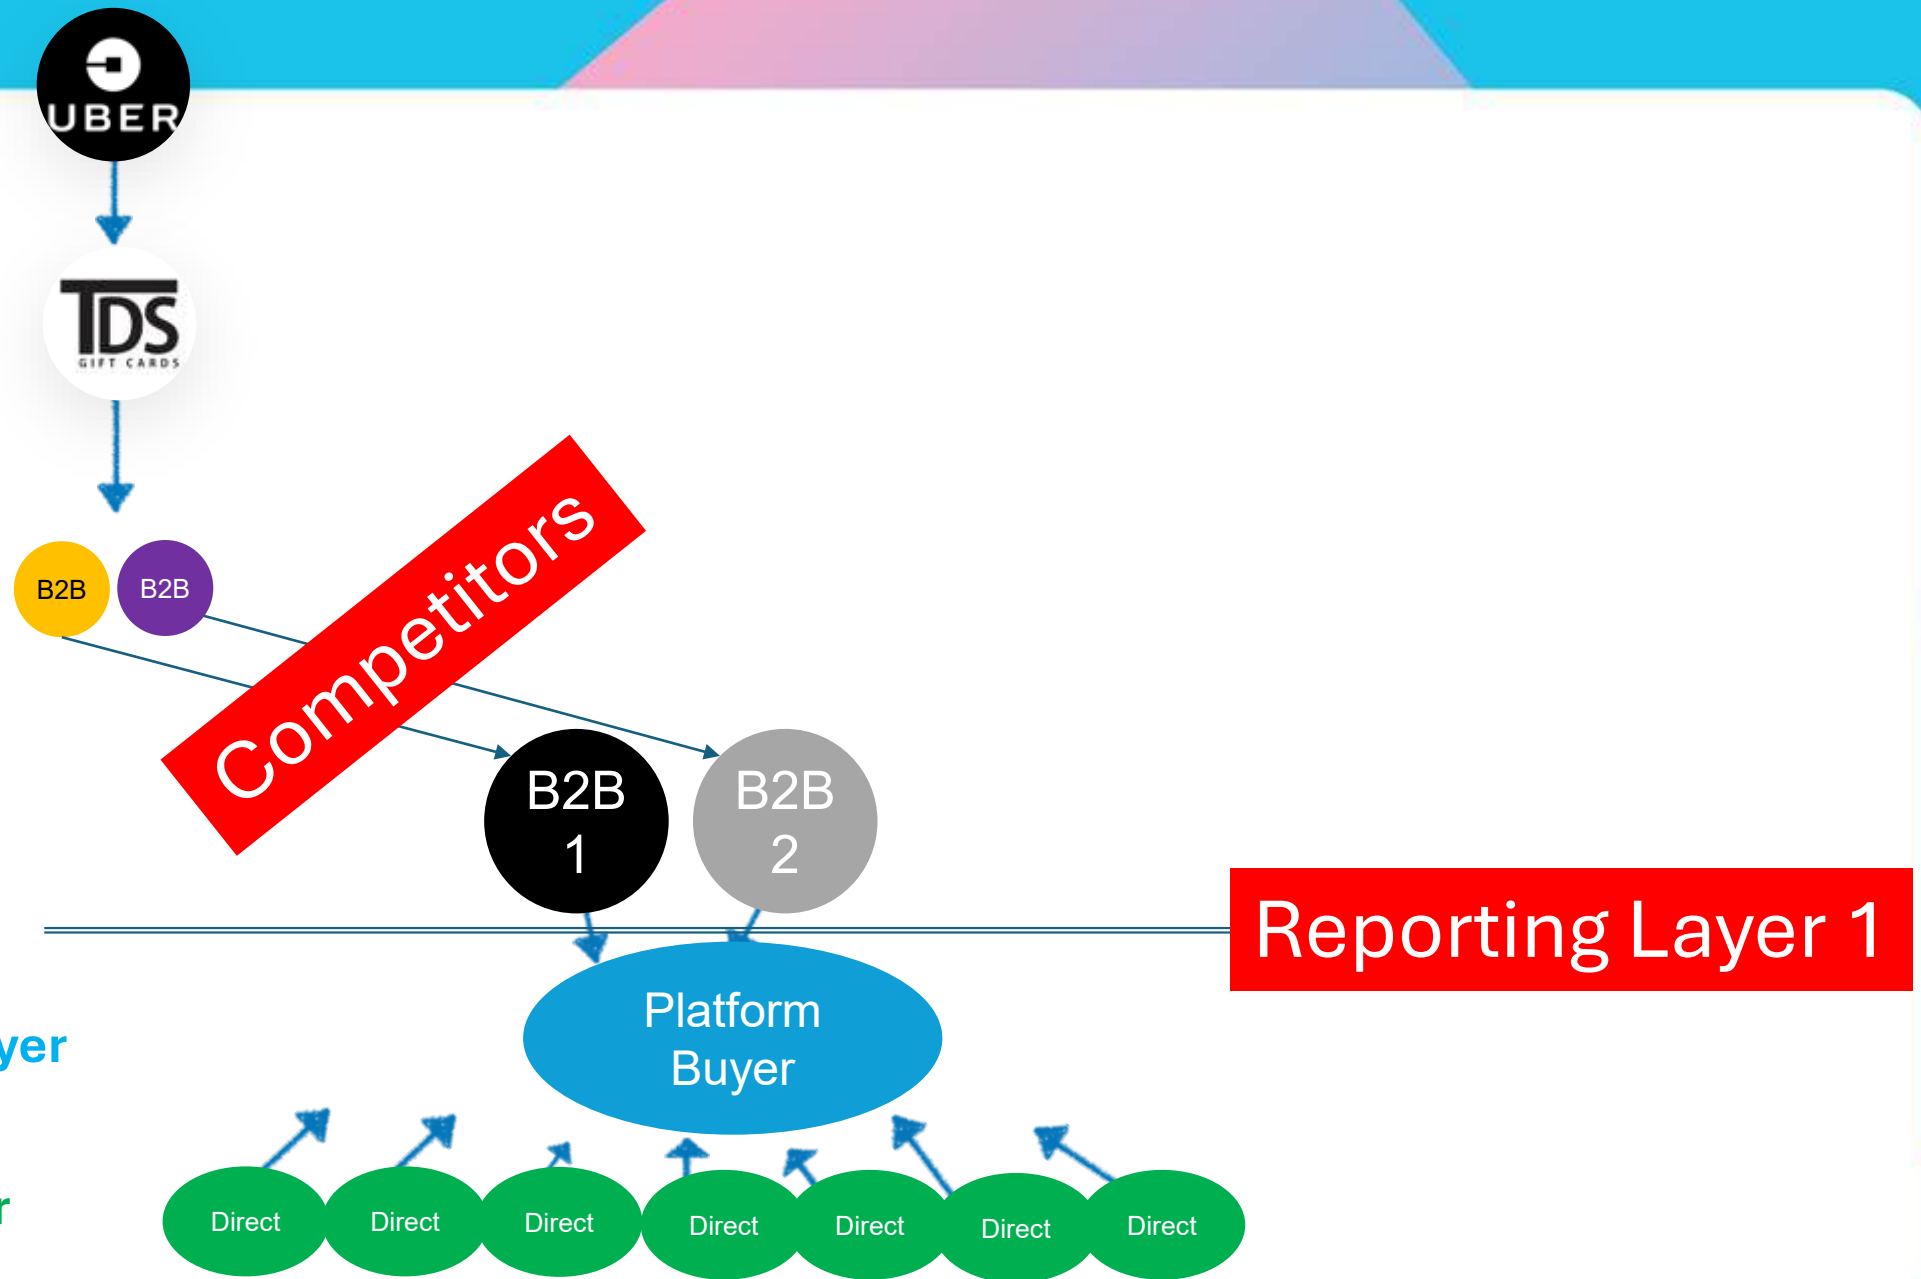 UBER
TDS
GIFT CARDS
B2B
B2B
Competitors
B2B
1
B2B
2
Reporting Layer 1
Platform
Buyer
yer
r
Direct
Direct
Direct
Direct
Direct
Direct
Direct